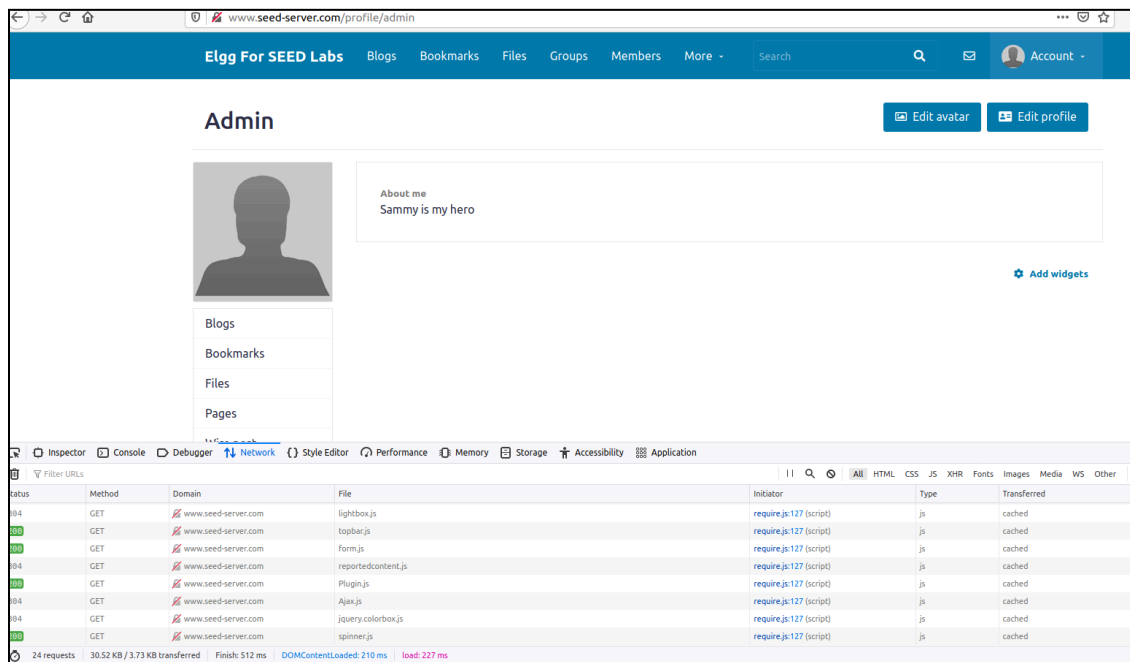 www.seed-server.com/profile/admin
Elgg For SEED Labs Blogs Bookmarks Files Groups Members More Search Account
Admin
Edit avatar Edit profile
About me
Sammy is my hero
Add widgets
Blogs
Bookmarks
Files
Pages
Inspector Console Debugger Network Style Editor Performance Memory Storage Accessibility Application
Filter URLs All HTML CSS JS XHR Fonts Images Media WS Other
tatus Method Domain File Initiator Type Transferred
304 GET www.seed-server.com lightbox.js require.js:127 (script) js cached
200 GET www.seed-server.com topbar.js require.js:127 (script) js cached
200 GET www.seed-server.com form.js require.js:127 (script) js cached
304 GET www.seed-server.com reportedcontent.js require.js:127 (script) js cached
200 GET www.seed-server.com Plugin.js require.js:127 (script) js cached
304 GET www.seed-server.com Ajax.js require.js:127 (script) js cached
304 GET www.seed-server.com jquery.colorbox.js require.js:127 (script) js cached
200 GET www.seed-server.com spinner.js require.js:127 (script) js cached
24 requests 30.52 KB / 3.73 KB transferred Finish: 512 ms DOMContentLoaded: 210 ms load: 227 ms